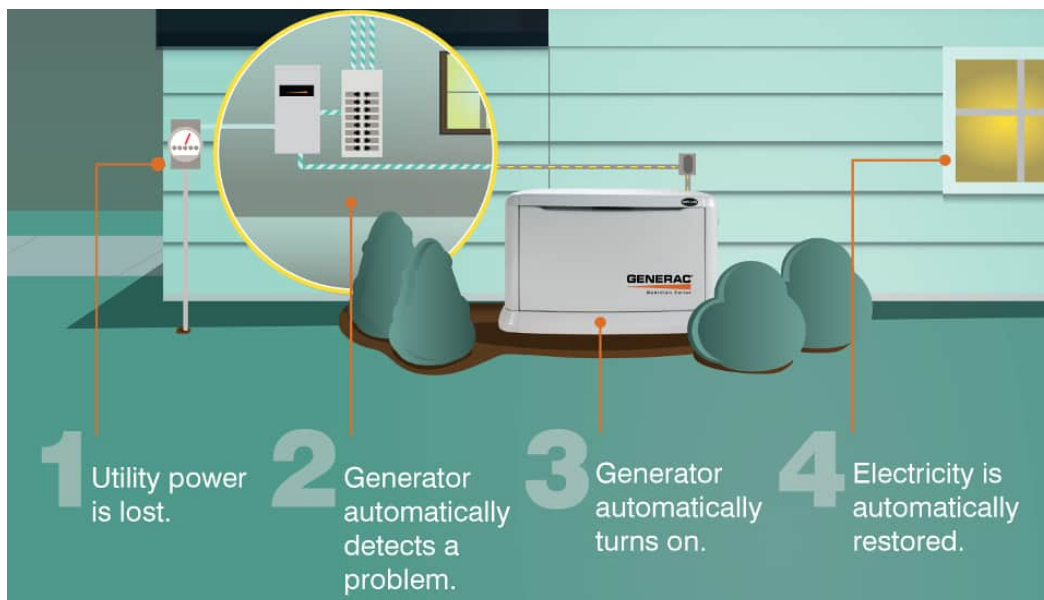 GENERAC
1
Utility power
is lost.
2
Generator
automatically
detects a
problem.
3
Generator
automatically
turns on.
4
Electricity is
automatically
restored.